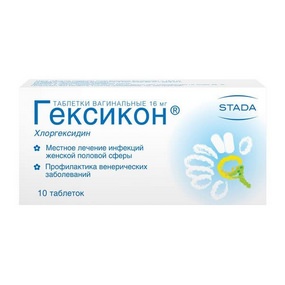 ТАБЛЕТКИ ВАГИНАЛЬНЫЕ 16 мг
Гексикон®
Хлоргексидин
STADA
Местное лечение инфекций
женской половой сферы
Профилактика венерических
заболеваний
10 таблеток